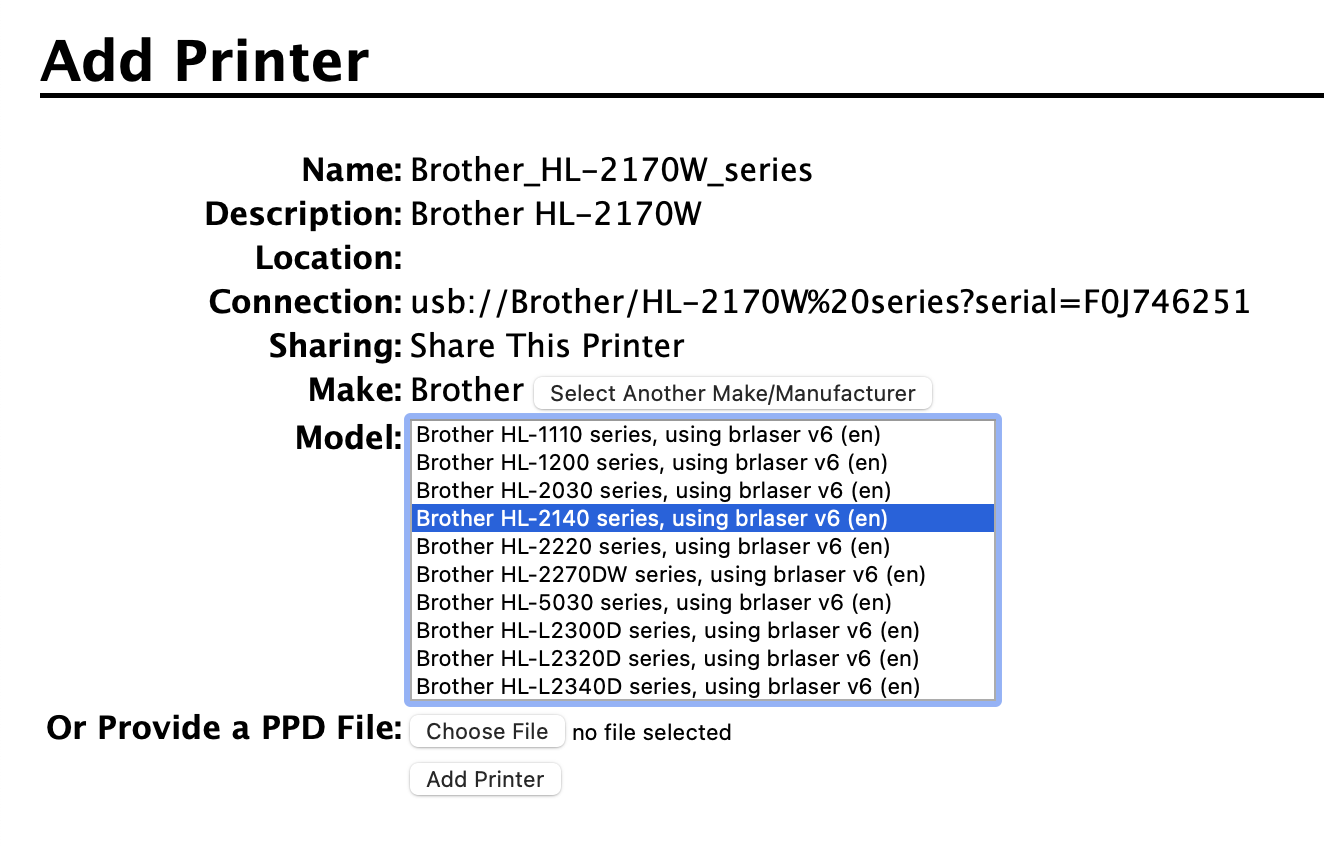 Add Printer
Name: Brother_HL-2170W_series
Description: Brother HL-2170W
Location:
Connection: usb://Brother/HL-2170W%20series?serial=F0J746251
Sharing: Share This Printer
Make: Brother Select Another Make/Manufacturer
Model: Brother HL-1110 series, using brlaser v6 (en)
Brother HL-1200 series, using brlaser v6 (en)
Brother HL-2030 series, using brlaser v6 (en)
Brother HL-2140 series, using brlaser v6 (en)
Brother HL-2220 series, using brlaser v6 (en)
Brother HL-2270DW series, using brlaser v6 (en)
Brother HL-5030 series, using brlaser v6 (en)
Brother HL-L2300D series, using brlaser v6 (en)
Brother HL-L2320D series, using brlaser v6 (en)
Brother HL-L2340D series, using brlaser v6 (en)
Or Provide a PPD File: Choose File no file selected
Add Printer